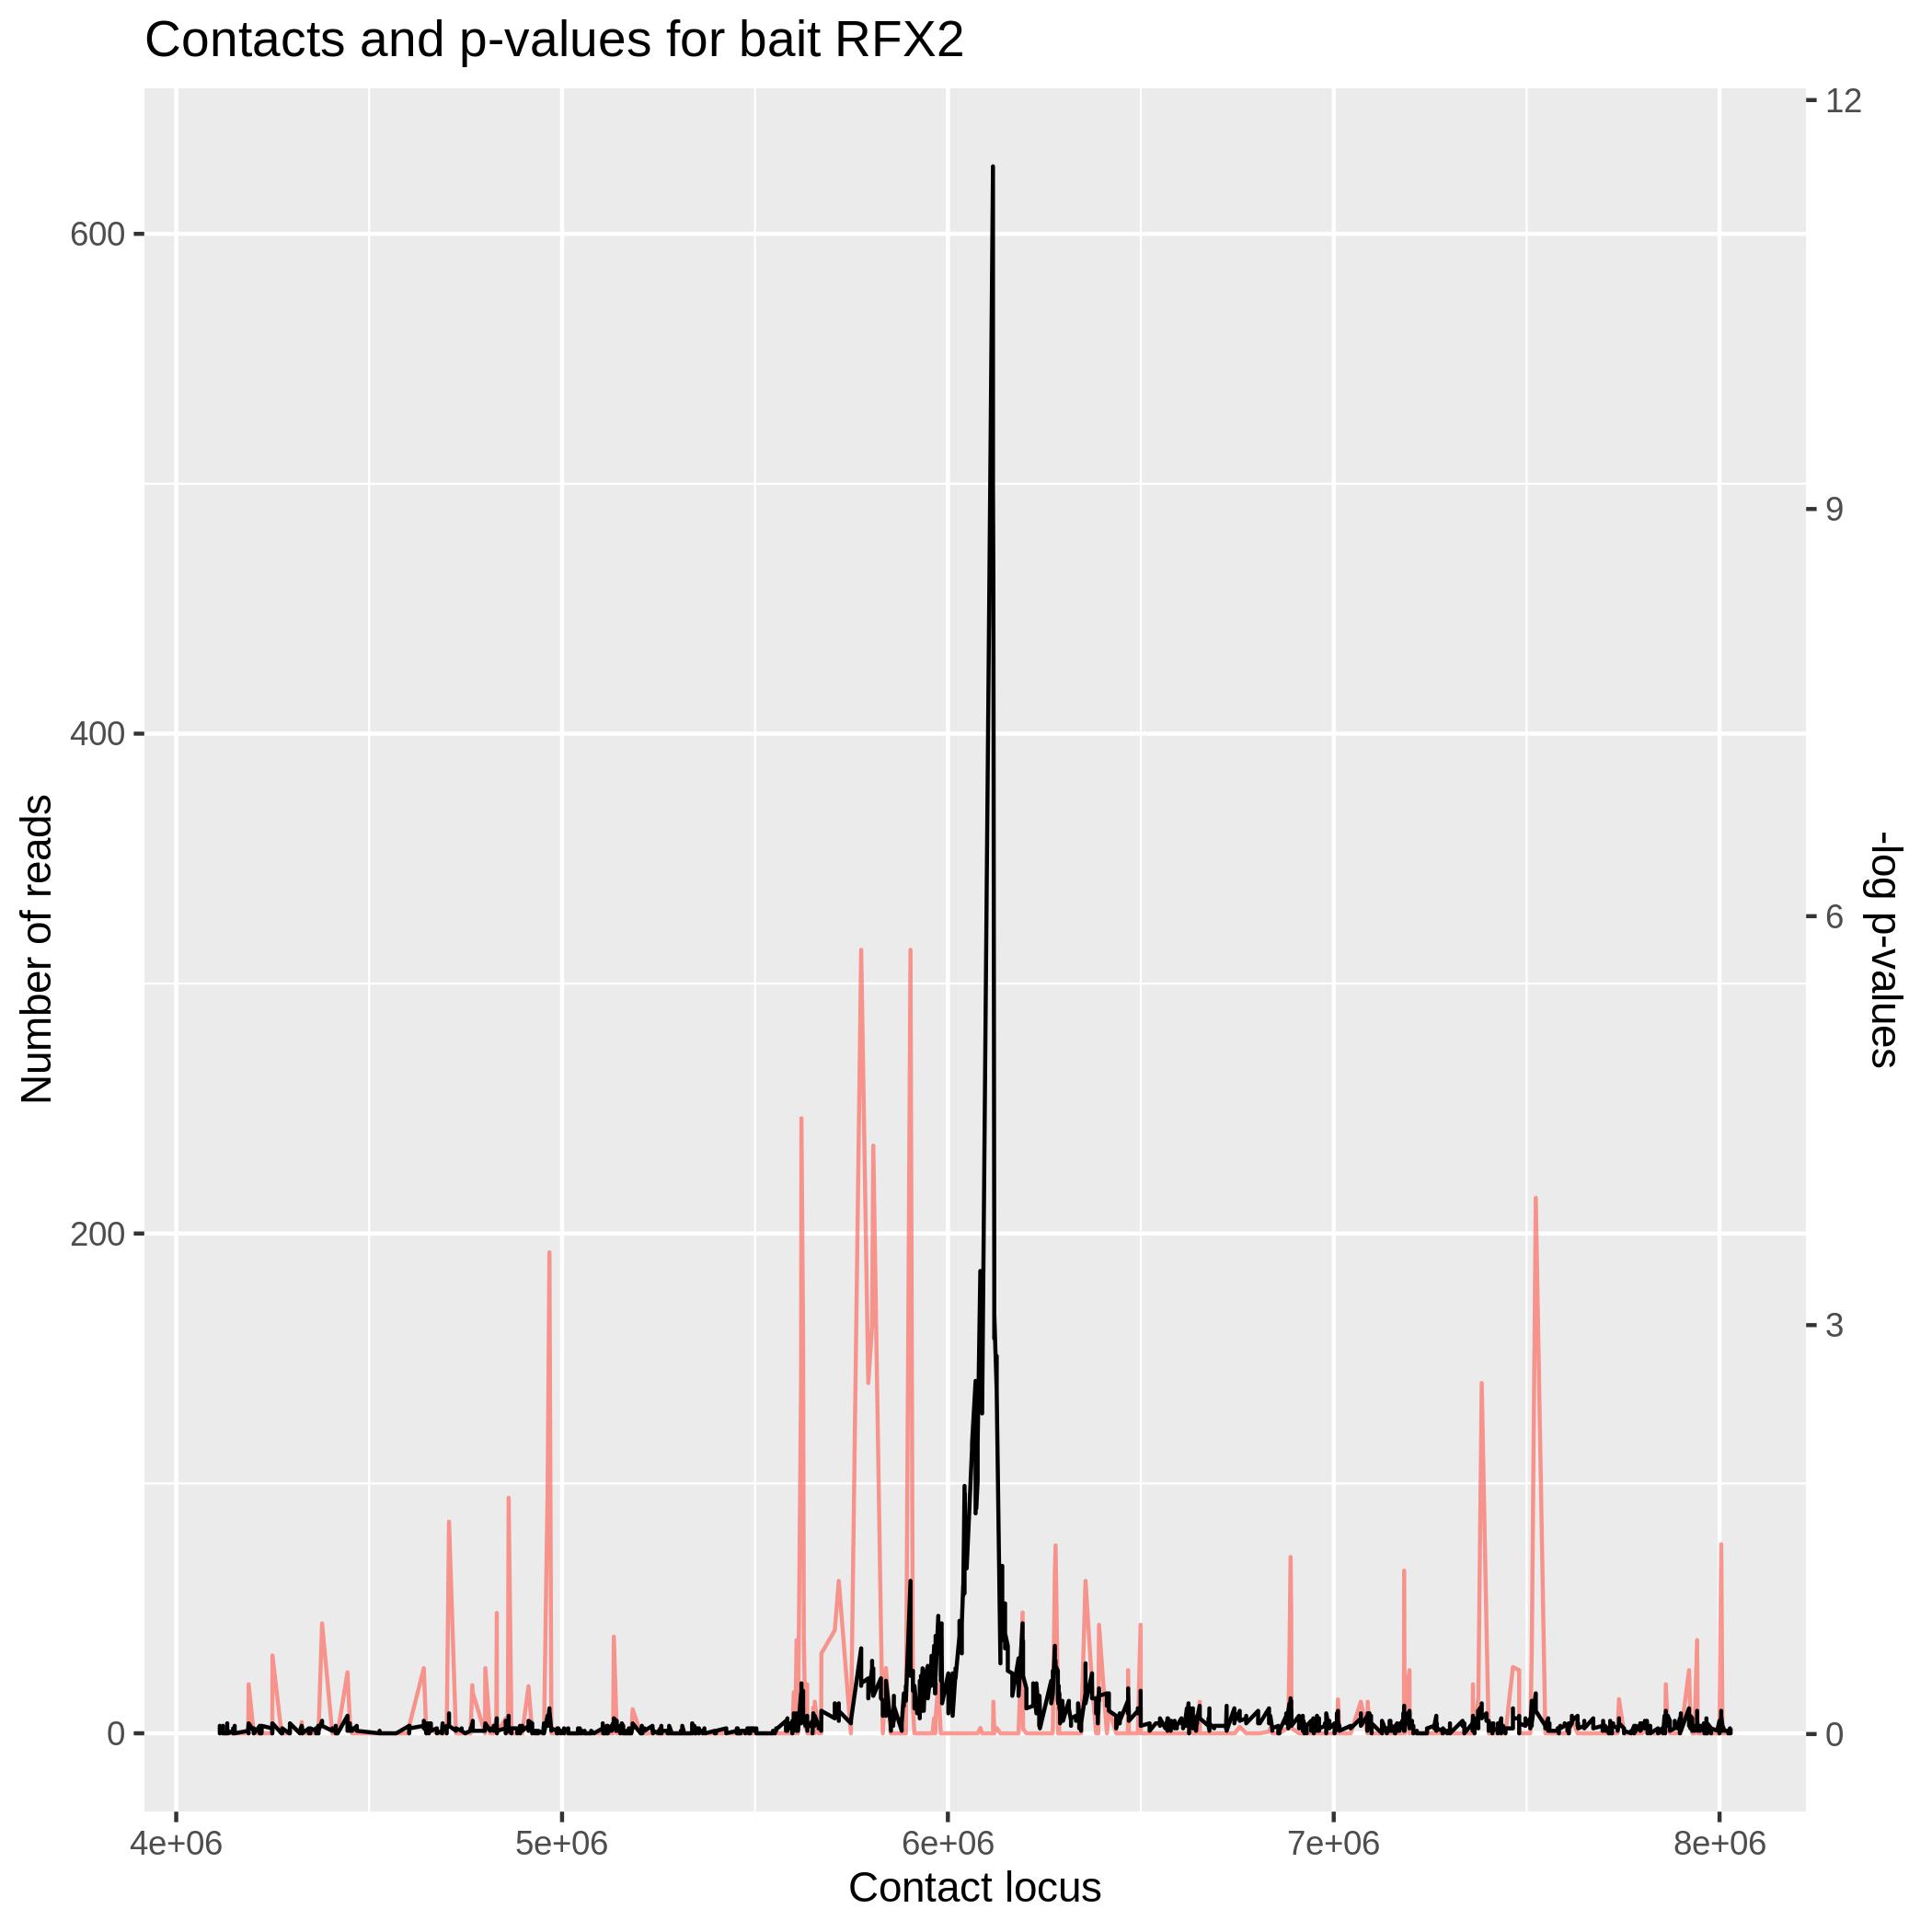 Contacts and p-values for bait RFX2
12
600
9
400
6
200
3
0
0
Number of reads
-log p-values
4e+06 5e+06 6e+06 7e+06 8e+06
Contact locus